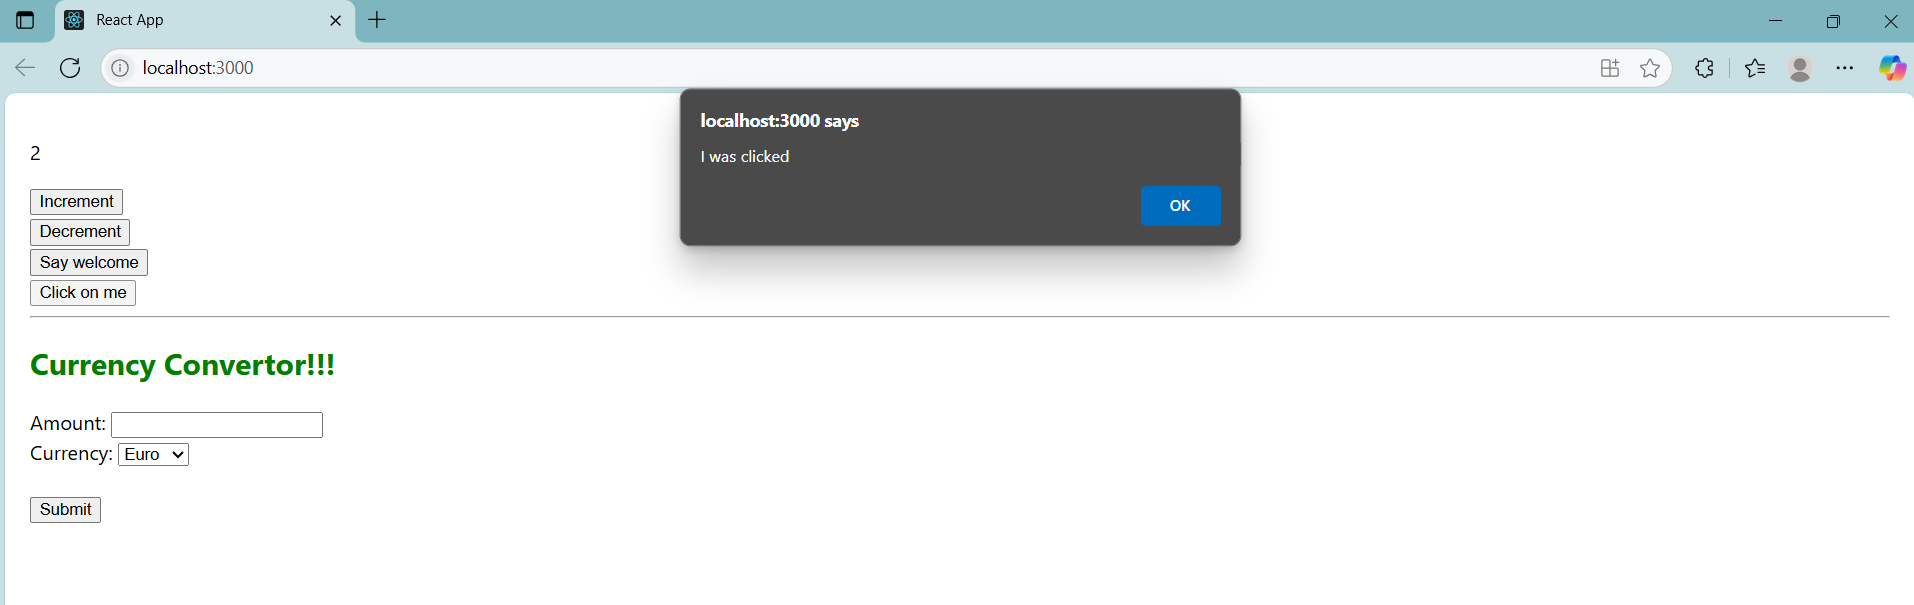 React App
localhost:3000
localhost:3000 says
I was clicked
OK
2
Increment
Decrement
Say welcome
Click on me
Currency Convertor!!!
Amount:
Currency: Euro
Submit